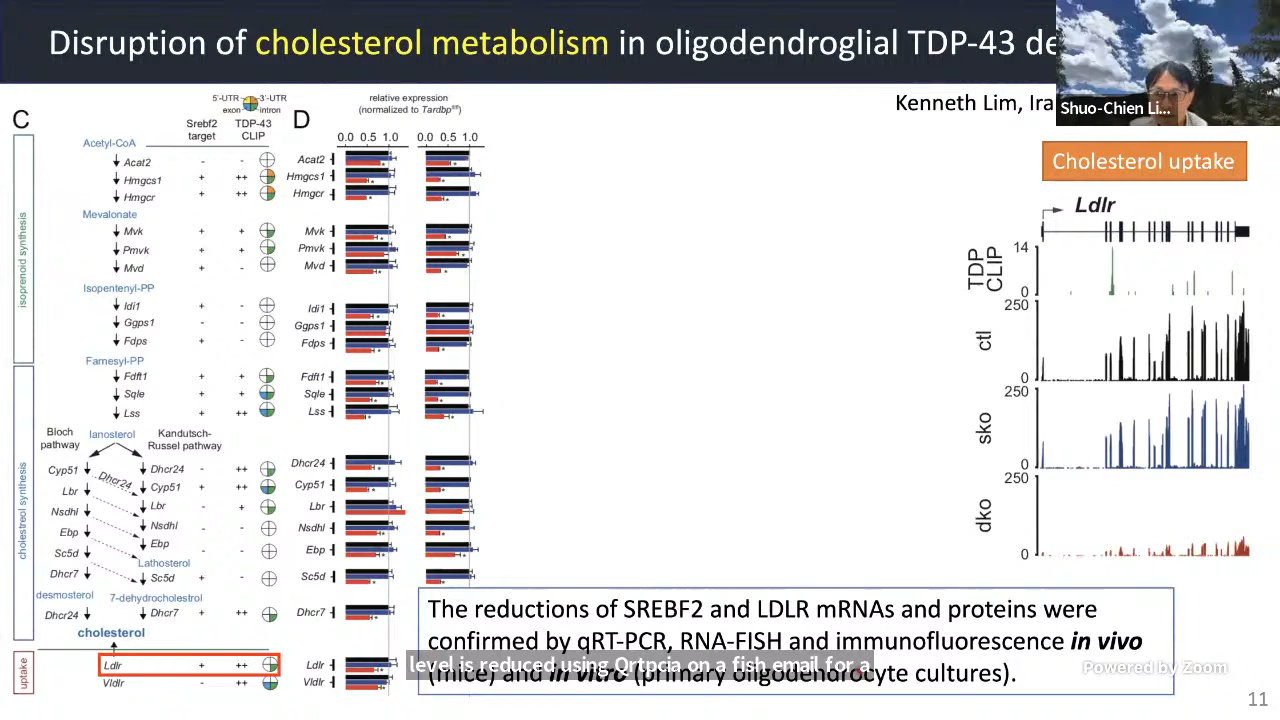 Disruption of cholesterol metabolism in oligodendroglial TDP-43 de
Kenneth Lim, Ira
Shuo-Chien Li...
C
5'-UTR
3'-UTR
exon
intron
Srebf2
target
TDP-43
CLIP
isoprenoid synthesis
Acetyl-CoA
Acat2 - -
Hmgcs1 + ++
Hmgcr + ++
Mevalonate
Mvk + +
Pmvk + +
Mvd + -
Isopentenyl-PP
Idi1 + -
Ggps1 - -
Fdps + -
cholestreol synthesis
Farnesyl-PP
Fdft1 + +
Sqle + +
Lss + ++
Bloch
pathway
lanosterol
Kandutsch-
Russel pathway
Cyp51
Dhcr24
Dhcr24 - ++
Lbr
Cyp51 + ++
Nsdhl
Lbr - +
Ebp
Nsdhl - -
Sc5d
Ebp - -
Lathosterol
Dhcr7
Sc5d + -
desmosterol
7-dehydrocholestrol
Dhcr24
Dhcr7 + ++
cholesterol
uptake
Ldlr + ++
Vldlr - ++
D
relative expression
(normalized to Tardbp
0.0 0.5 1.0
0.0 0.5 1.0
Acat2
Hmgcs1
Hmgcr
Mvk
Pmvk
Mvd
Idi1
Ggps1
Fdps
Fdft1
Sqle
Lss
Dhcr24
Cyp51
Lbr
Nsdhl
Ebp
Sc5d
Dhcr7
Ldlr
Vldlr
Cholesterol uptake
Ldlr
TDP
CLIP
14
0
ctl
250
0
sko
250
0
dko
250
0
The reductions of SREBF2 and LDLR mRNAs and proteins were
confirmed by qRT-PCR, RNA-FISH and immunofluorescence in vivo
(mice) and in vitro (primary oligodendrocyte cultures).
level is reduced using Qrtpcia on a fish email for a
Powered by Zoom
11